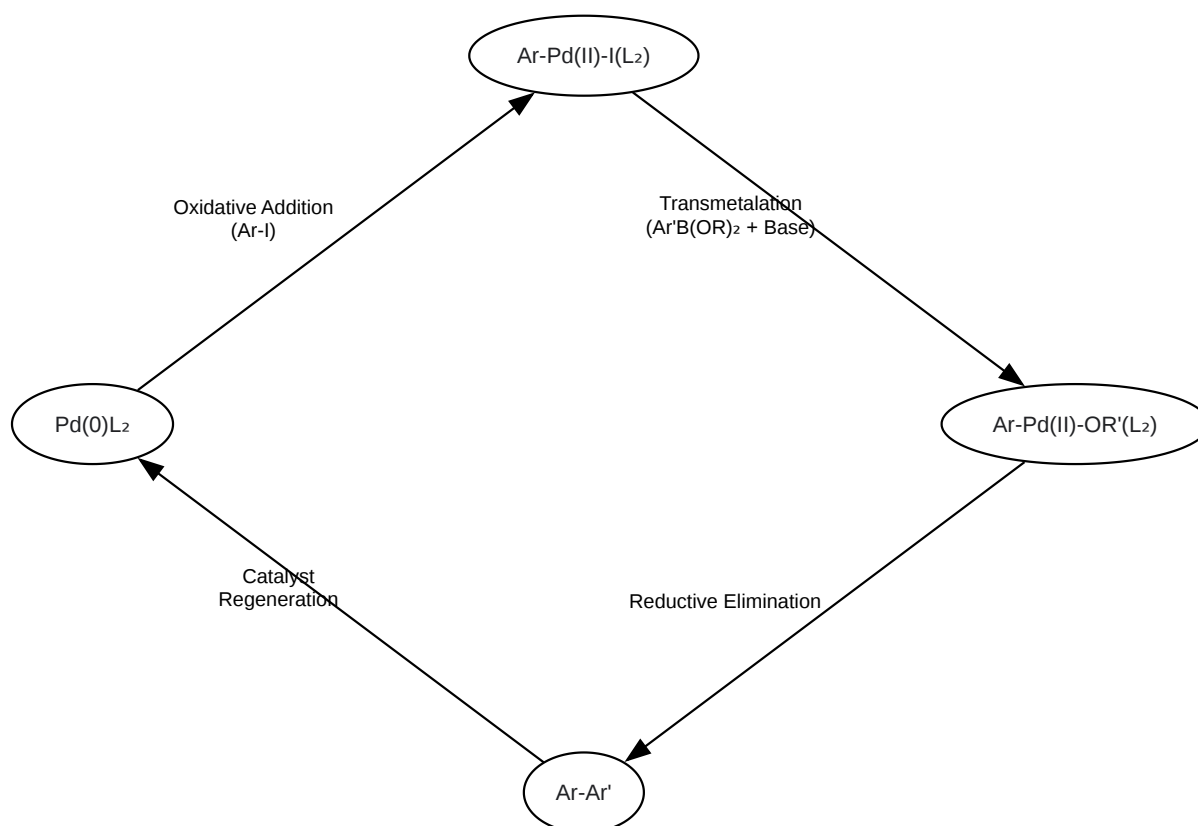 Ar-Pd(II)-I(L₂)
Oxidative Addition
(Ar-I)
Transmetalation
(Ar'B(OR)₂ + Base)
Pd(0)L₂
Ar-Pd(II)-OR'(L₂)
Catalyst
Regeneration
Reductive Elimination
Ar-Ar'